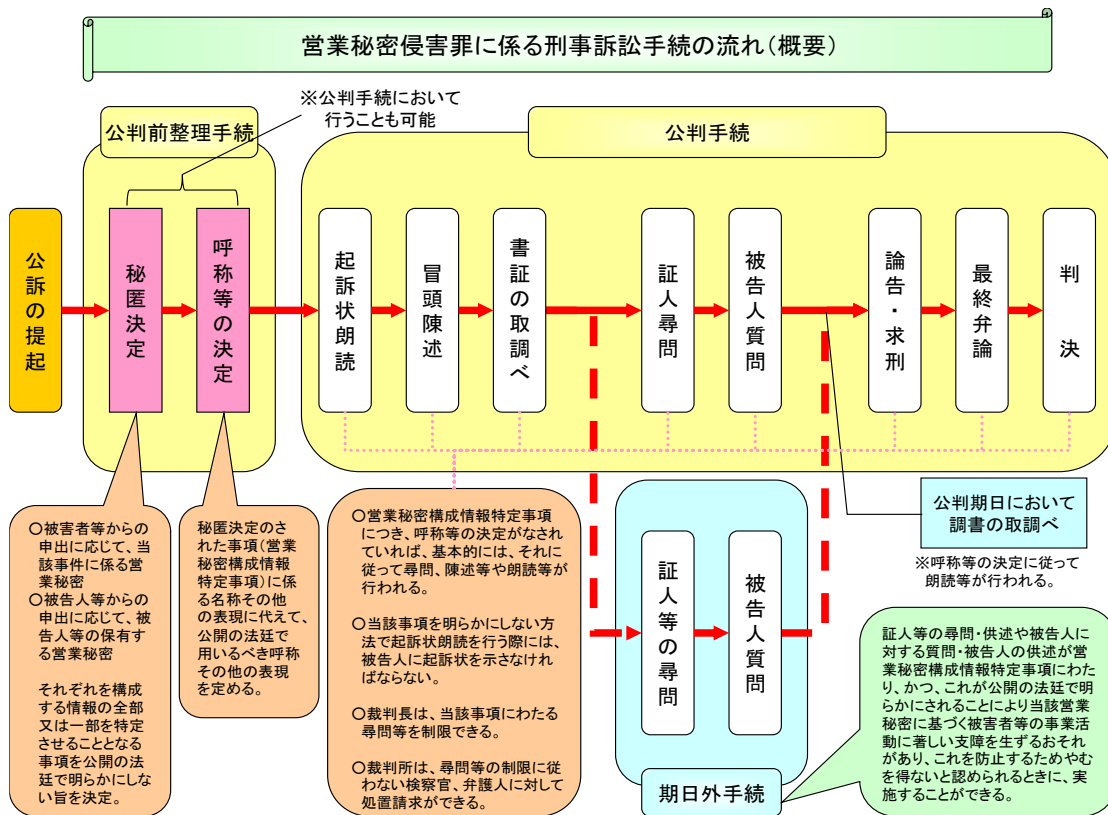 営業秘密侵害罪に係る刑事訴訟手続の流れ（概要）
※公判手続において
行うことも可能
公判前整理手続
公判手続
公訴の提起
秘匿決定
呼称等の決定
起訴状朗読
冒頭陳述
書証の取調べ
証人尋問
被告人質問
論告・求刑
最終弁論
判決
○被害者等からの
申出に応じて、当
該事件に係る営業
秘密
○被告人等からの
申出に応じて、被
告人等の保有す
る営業秘密
それぞれを構成
する情報の全部
又は一部を特定
させることとなる
事項を公開の法
廷で明らかにしな
い旨を決定。
秘匿決定のさ
れた事項（営業
秘密構成情報
特定事項）に係
る名称その他
の表現に代えて、
公開の法廷で
用いるべき呼称
その他の表現
を定める。
○営業秘密構成情報特定事項
につき、呼称等の決定がなされ
ていれば、基本的には、それに
従って尋問、陳述等や朗読等が
行われる。
○当該事項を明らかにしない方
法で起訴状朗読を行う際には、
被告人に起訴状を示さなけれ
ばならない。
○裁判長は、当該事項にわたる
尋問等を制限できる。
○裁判所は、尋問等の制限に従
わない検察官、弁護人に対して
処置請求ができる。
証人等の尋問
被告人質問
期日外手続
公判期日において
調書の取調べ
※呼称等の決定に従って
朗読等が行われる。
証人等の尋問・供述や被告人に
対する質問・被告人の供述が営
業秘密構成情報特定事項にわた
り、かつ、これが公開の法廷で明
らかにされることにより当該営業
秘密に基づく被害者等の事業活
動に著しい支障を生ずるおそれ
があり、これを防止するためやむ
を得ないと認められるときに、実
施することができる。